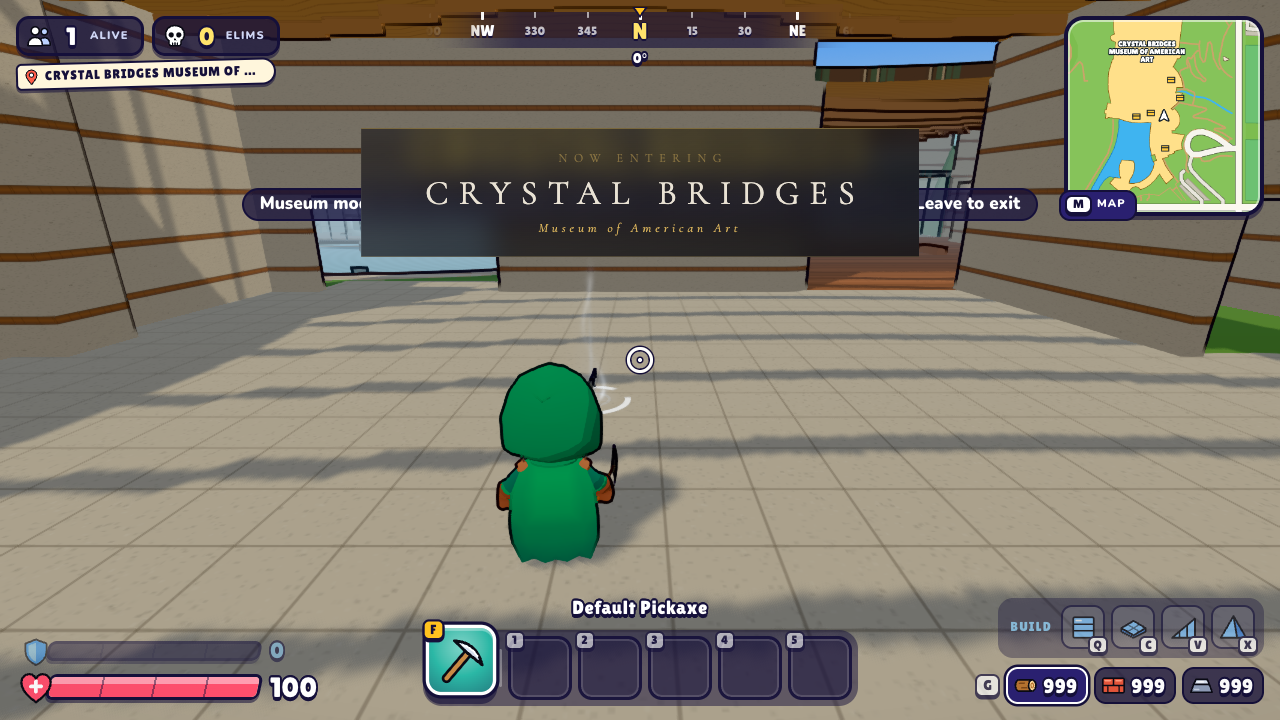 1 ALIVE
0 ELIMS
CRYSTAL BRIDGES MUSEUM OF ...
NW 330 N 15 30 NE
0°
CRYSTAL BRIDGES
MUSEUM OF AMERICAN
ART
M MAP
NOW ENTERING
CRYSTAL BRIDGES
Museum of American Art
Museum
Leave to exit
Default Pickaxe
F 1 2 3 4 5
0
100
BUILD Q C V X
G 999 999 999